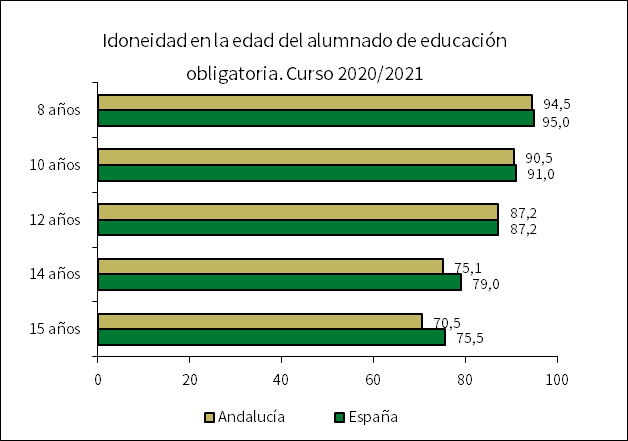 Idoneidad en la edad del alumnado de educación
obligatoria. Curso 2020/2021
8 años
94,5
95,0
10 años
90,5
91,0
12 años
87,2
87,2
14 años
75,1
79,0
15 años
70,5
75,5
0 20 40 60 80 100
Andalucía España